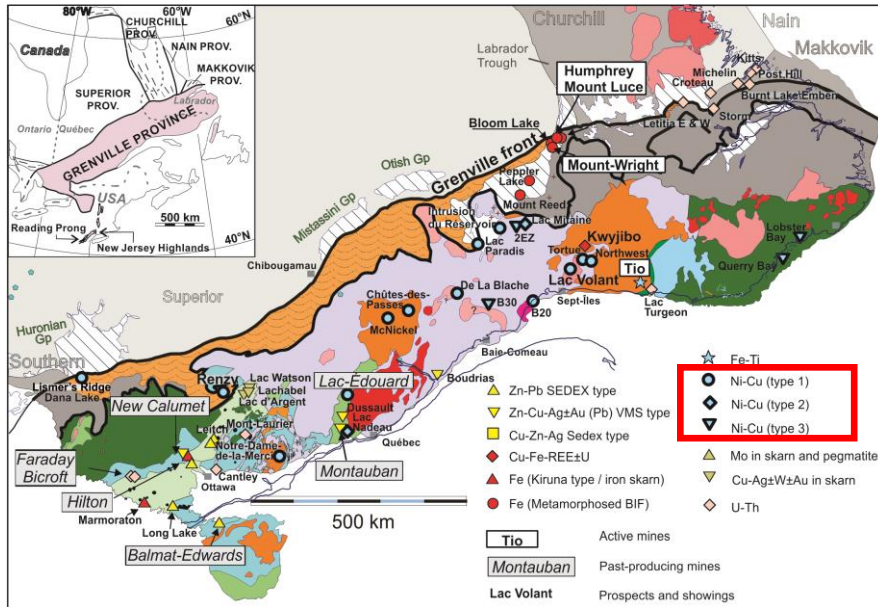 80°W
60°W
60°N
CHURCHILL
PROV.
NAIN PROV.
MAKKOVIK
PROV.
Canada
SUPERIOR
PROV.
Labrador
Ontario
Québec
GRENVILLE PROVINCE
USA
500 km
40°N
Reading Prong
New Jersey Highlands
Churchill
Nain
Makkovik
Labrador
Trough
Humphrey
Mount Luce
Kitts
Michelin
Post Hill
Croteau
Burnt Lake Emben
Letitia E & W
Storm
Bloom Lake
Mount-Wright
Grenville front
Otish Gp
Mistassini Gp
Peppler
Lake
Mount Reed
Intrusion
du Réservoir
Lac Mitaine
2EZ
Lac
Paradis
Kwyjibo
Tortue
Northwest
Lac Volant
Tio
Lobster
Bay
Querry Bay
Lac
Turgeon
Sept-Îles
Chibougamau
Superior
De La Blache
B30
B20
?
Chûtes-des-
Passes
McNickel
Baie-Comeau
Huronian
Gp
Southern
Lismer's Ridge
Dana Lake
Renzy
Lac Watson
Lachabel
Lac d'Argent
Lac-Édouard
Boudrias
New Calumet
Leitch
Mont-Laurier
Dussault
Lac
Nadeau
Notre-Dame-
de-la-Merci
Québec
Faraday
Bicroft
Montauban
Cantley
Ottawa
Hilton
Marmoraton
Long Lake
Balmat-Edwards
500 km
Zn-Pb SEDEX type
Zn-Cu-Ag±Au (Pb) VMS type
Cu-Zn-Ag Sedex type
Cu-Fe-REE±U
Fe (Kiruna type / iron skarn)
Fe (Metamorphosed BIF)
Fe-Ti
Ni-Cu (type 1)
Ni-Cu (type 2)
Ni-Cu (type 3)
Mo in skarn and pegmatite
Cu-Ag±W±Au in skarn
U-Th
Tio Active mines
Montauban Past-producing mines
Lac Volant Prospects and showings